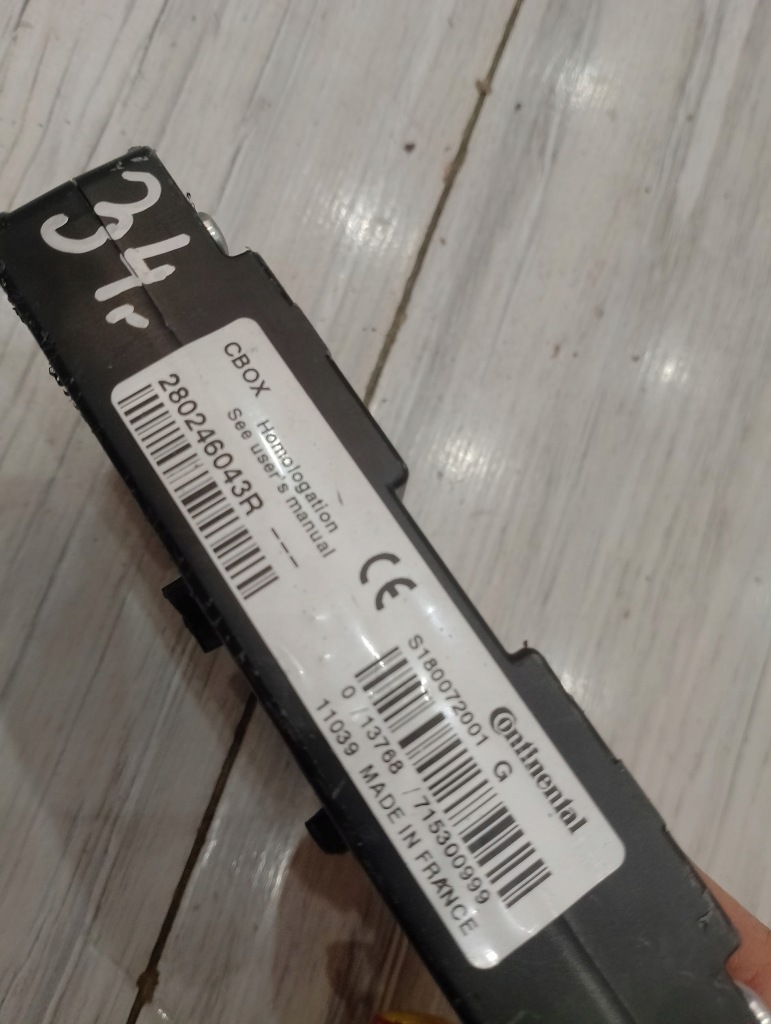 34r
CBOX
Homologation
See user's manual
280246043R ---
CE
Continental
S180072001 G
0 /13768 /715300999
11039 MADE IN FRANCE